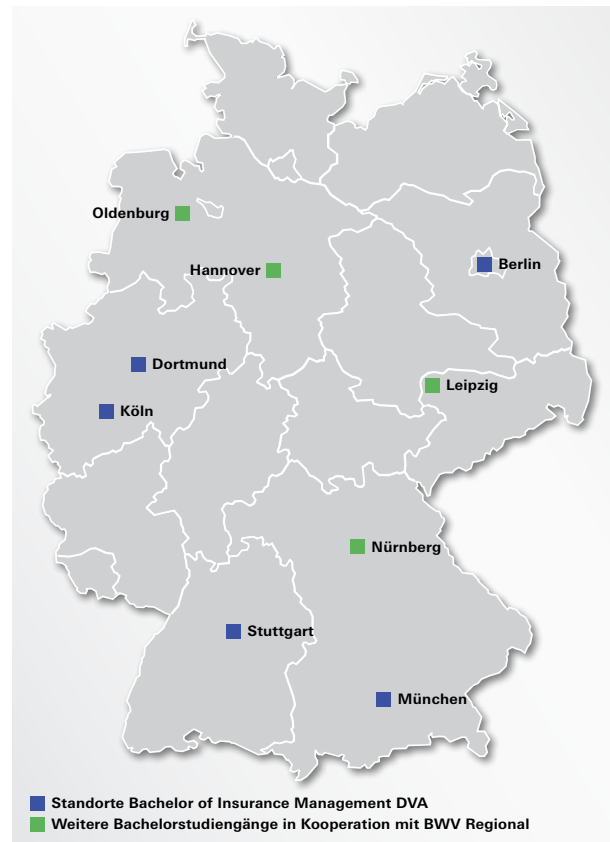 Oldenburg
Hannover
Berlin
Dortmund
Leipzig
Köln
Nürnberg
Stuttgart
München
Standorte Bachelor of Insurance Management DVA
Weitere Bachelorstudiengänge in Kooperation mit BWV Regional